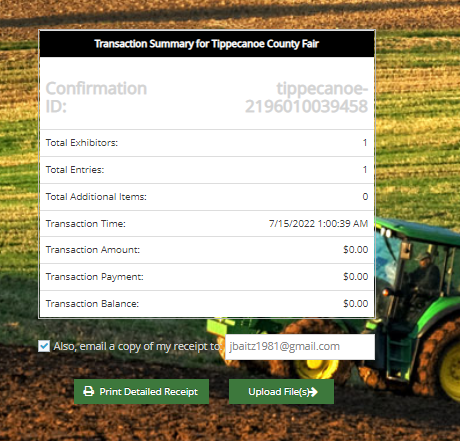 Transaction Summary for Tippecanoe County Fair
Confirmation ID: tippecanoe-2196010039458
Total Exhibitors: 1
Total Entries: 1
Total Additional Items: 0
Transaction Time: 7/15/2022 1:00:39 AM
Transaction Amount: $0.00
Transaction Payment: $0.00
Transaction Balance: $0.00
Also, email a copy of my receipt to jbaitz1981@gmail.com
Print Detailed Receipt Upload File(s)